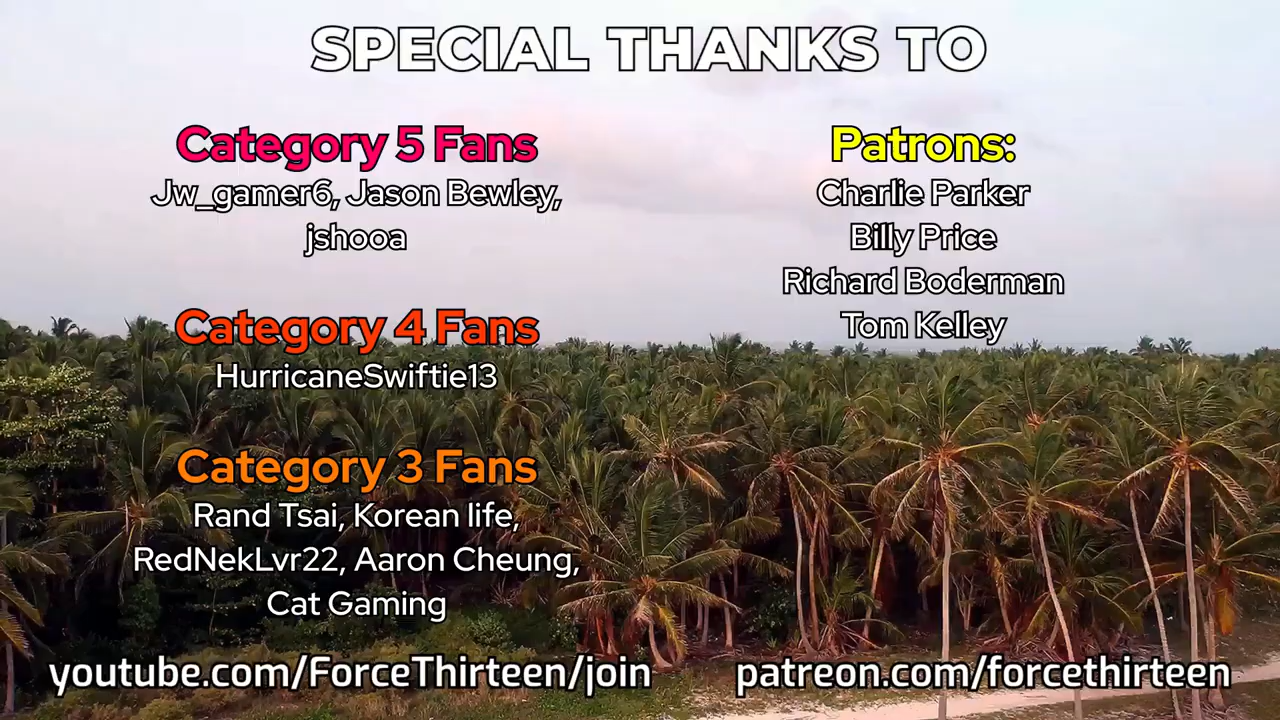 SPECIAL THANKS TO
Category 5 Fans
Jw_gamer6, Jason Bewley,
jshooa
Category 4 Fans
HurricaneSwiftie13
Category 3 Fans
Rand Tsai, Korean life,
RedNekLvr22, Aaron Cheung,
Cat Gaming
youtube.com/ForceThirteen/join
Patrons:
Charlie Parker
Billy Price
Richard Boderman
Tom Kelley
patreon.com/forcethirteen